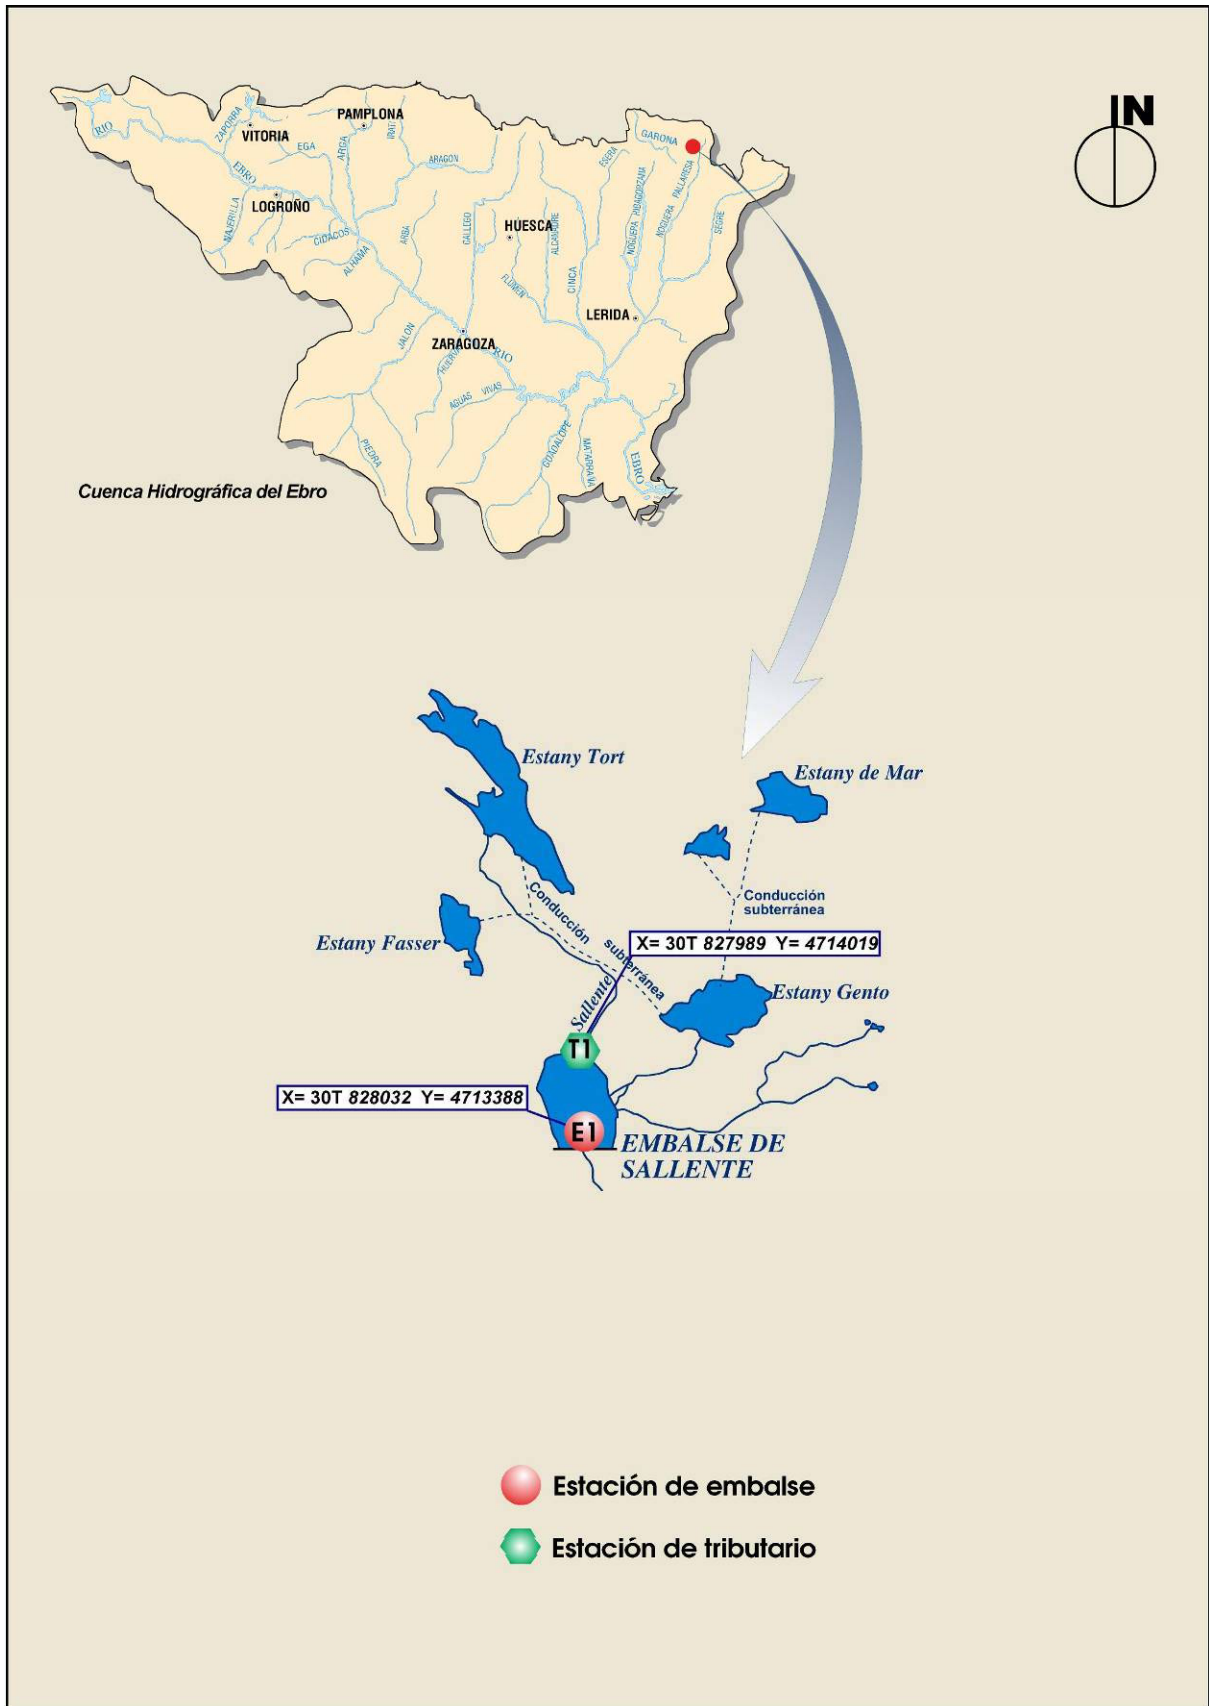 N
PAMPLONA
ZAPORRA
VITORIA
RIO
EGA
ARGA
IRATI
ARAGON
GARONA
ESERA
NOGUERA RIBAGORZANA
NOGUERA PALLARESA
SEGRE
EBRO
LOGROÑO
NAJERILLA
CIDACOS
ALHAMA
ARBA
GALLEGO
HUESCA
ALCANADRE
FLUMEN
CINCA
LERIDA
ZARAGOZA
JALON
HUERVA
RIO
AGUAS VIVAS
PIEDRA
GUADALOPE
MATARRAÑA
EBRO
Cuenca Hidrográfica del Ebro
Estany Tort
Estany de Mar
Conducción
subterránea
Conducción
subterránea
Estany Fasser
X= 30T 827989 Y= 4714019
Estany Gento
Sallente
T1
X= 30T 828032 Y= 4713388
E1
EMBALSE DE
SALLENTE
Estación de embalse
Estación de tributario